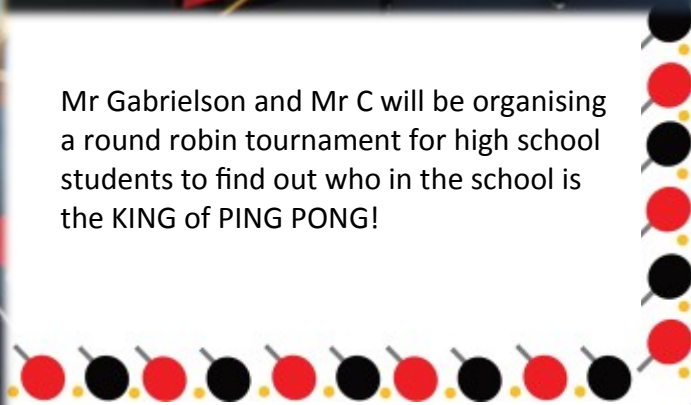 Mr Gabrielson and Mr C will be organising
a round robin tournament for high school
students to find out who in the school is
the KING of PING PONG!